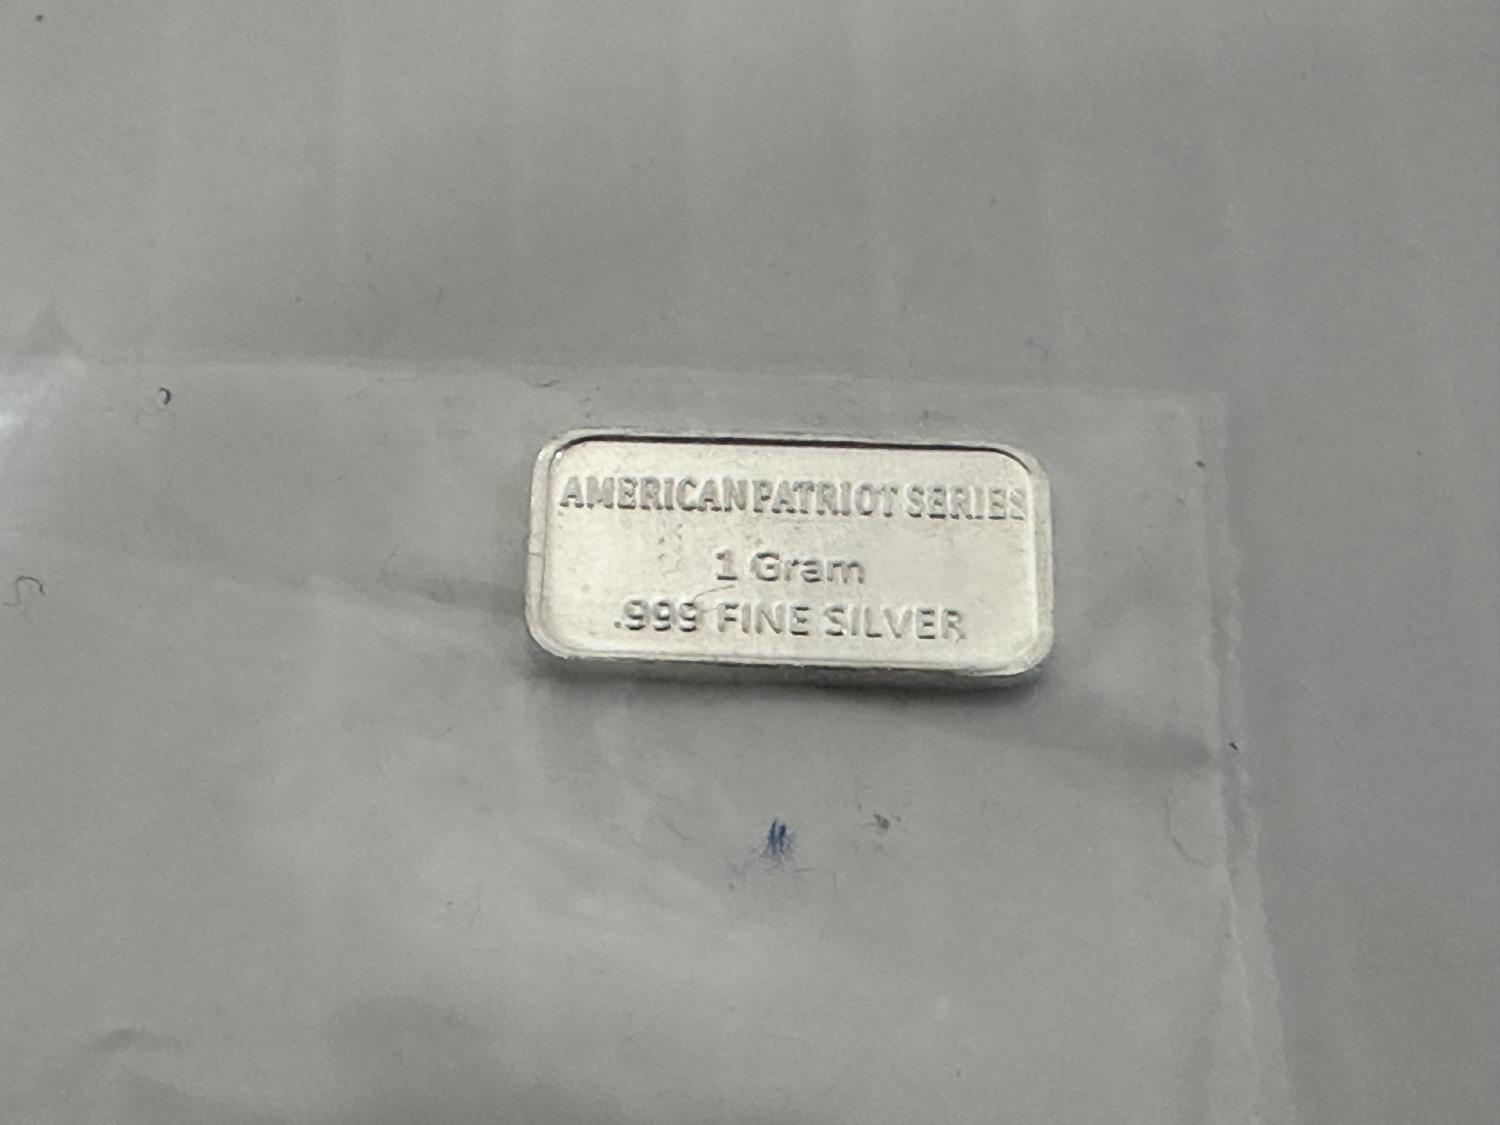 AMERICAN PATRIOT SERIES
1 Gram
.999 FINE SILVER